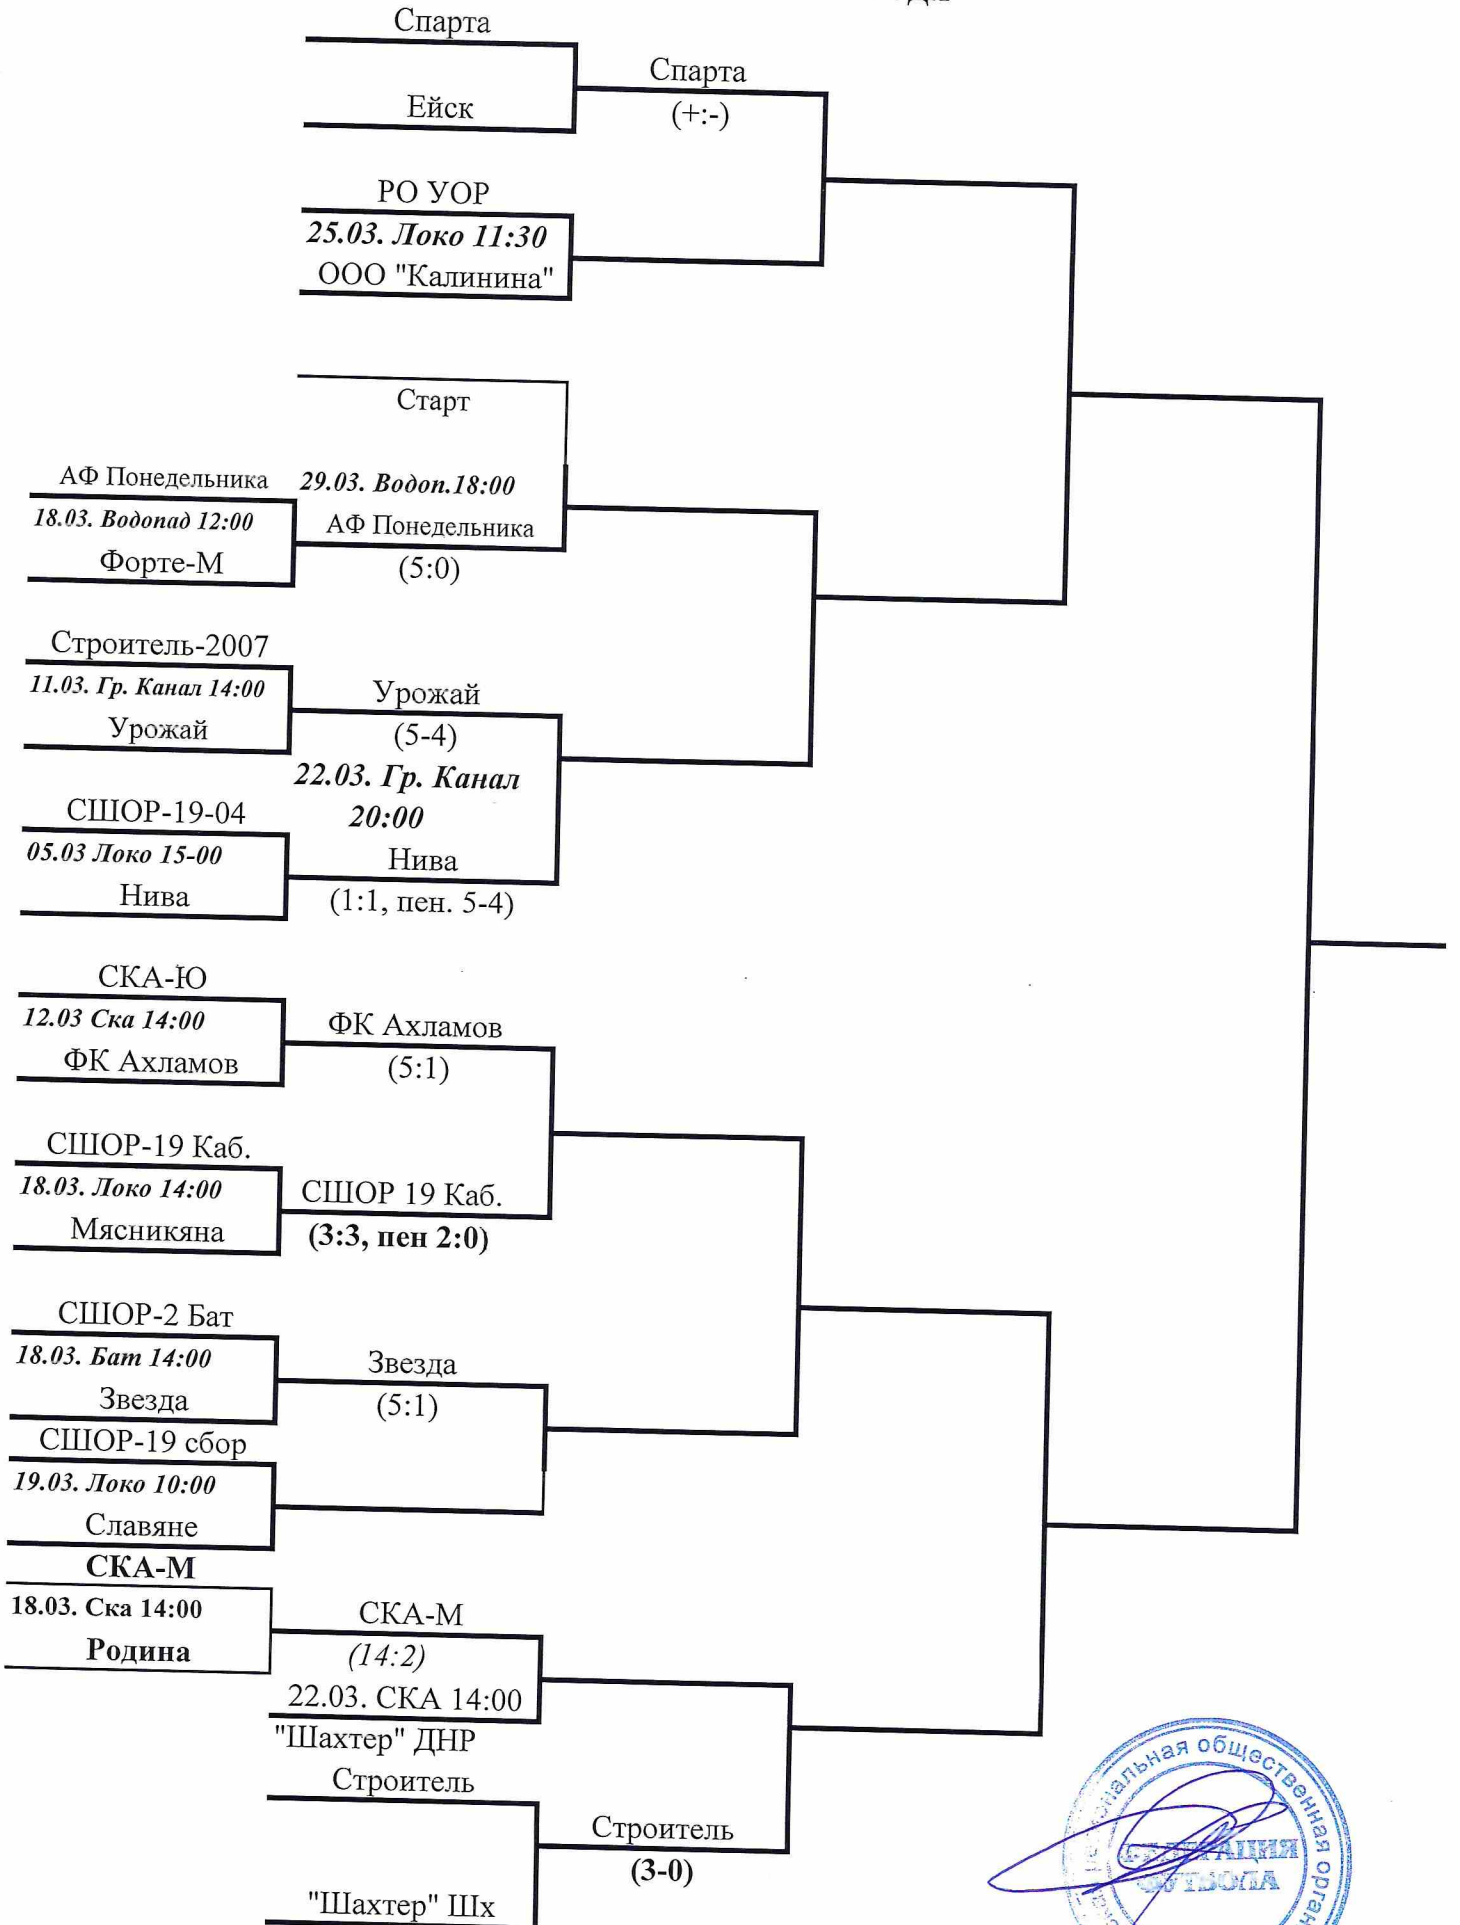 Спарта
Спарта
(+:-)
Ейск
РО УОР
25.03. Локо 11:30
ООО "Калинина"
Старт
АФ Понедельника
29.03. Водоп.18:00
18.03. Водопад 12:00
АФ Понедельника
Форте-М
(5:0)
Строитель-2007
11.03. Гр. Канал 14:00
Урожай
Урожай
(5-4)
22.03. Гр. Канал
20:00
СШОР-19-04
05.03 Локо 15-00
Нива
Нива
(1:1, пен. 5-4)
СКА-Ю
12.03 Ска 14:00
ФК Ахламов
ФК Ахламов
(5:1)
СШОР-19 Каб.
18.03. Локо 14:00
СШОР 19 Каб.
Мясникяна
(3:3, пен 2:0)
СШОР-2 Бат
18.03. Бат 14:00
Звезда
Звезда
(5:1)
СШОР-19 сбор
19.03. Локо 10:00
Славяне
СКА-М
18.03. Ска 14:00
СКА-М
Родина
(14:2)
22.03. СКА 14:00
"Шахтер" ДНР
Строитель
Строитель
(3-0)
"Шахтер" Шх
общественная
ФЕДЕРАЦИЯ
ФУТБОЛА